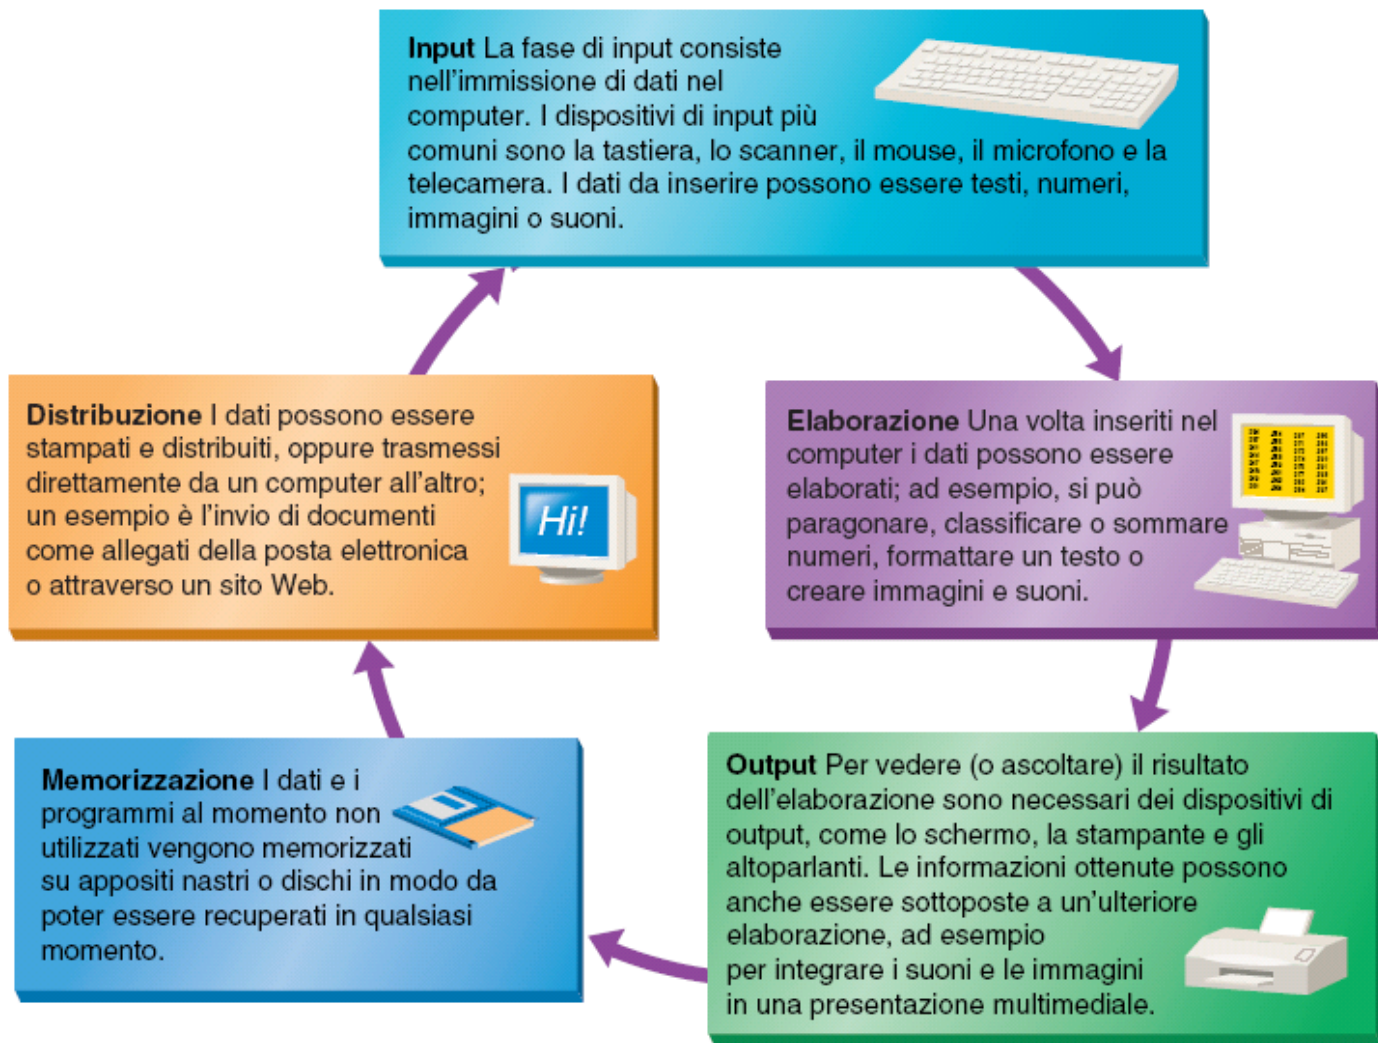 Input La fase di input consiste
nell'immissione di dati nel
computer. I dispositivi di input più
comuni sono la tastiera, lo scanner, il mouse, il microfono e la
telecamera. I dati da inserire possono essere testi, numeri,
immagini o suoni.
Elaborazione Una volta inseriti nel
computer i dati possono essere
elaborati; ad esempio, si può
paragonare, classificare o sommare
numeri, formattare un testo o
creare immagini e suoni.
Output Per vedere (o ascoltare) il risultato
dell'elaborazione sono necessari dei dispositivi di
output, come lo schermo, la stampante e gli
altoparlanti. Le informazioni ottenute possono
anche essere sottoposte a un'ulteriore
elaborazione, ad esempio
per integrare i suoni e le immagini
in una presentazione multimediale.
Memorizzazione I dati e i
programmi al momento non
utilizzati vengono memorizzati
su appositi nastri o dischi in modo da
poter essere recuperati in qualsiasi
momento.
Distribuzione I dati possono essere
stampati e distribuiti, oppure trasmessi
direttamente da un computer all'altro;
un esempio è l'invio di documenti
come allegati della posta elettronica
o attraverso un sito Web.
Hi!